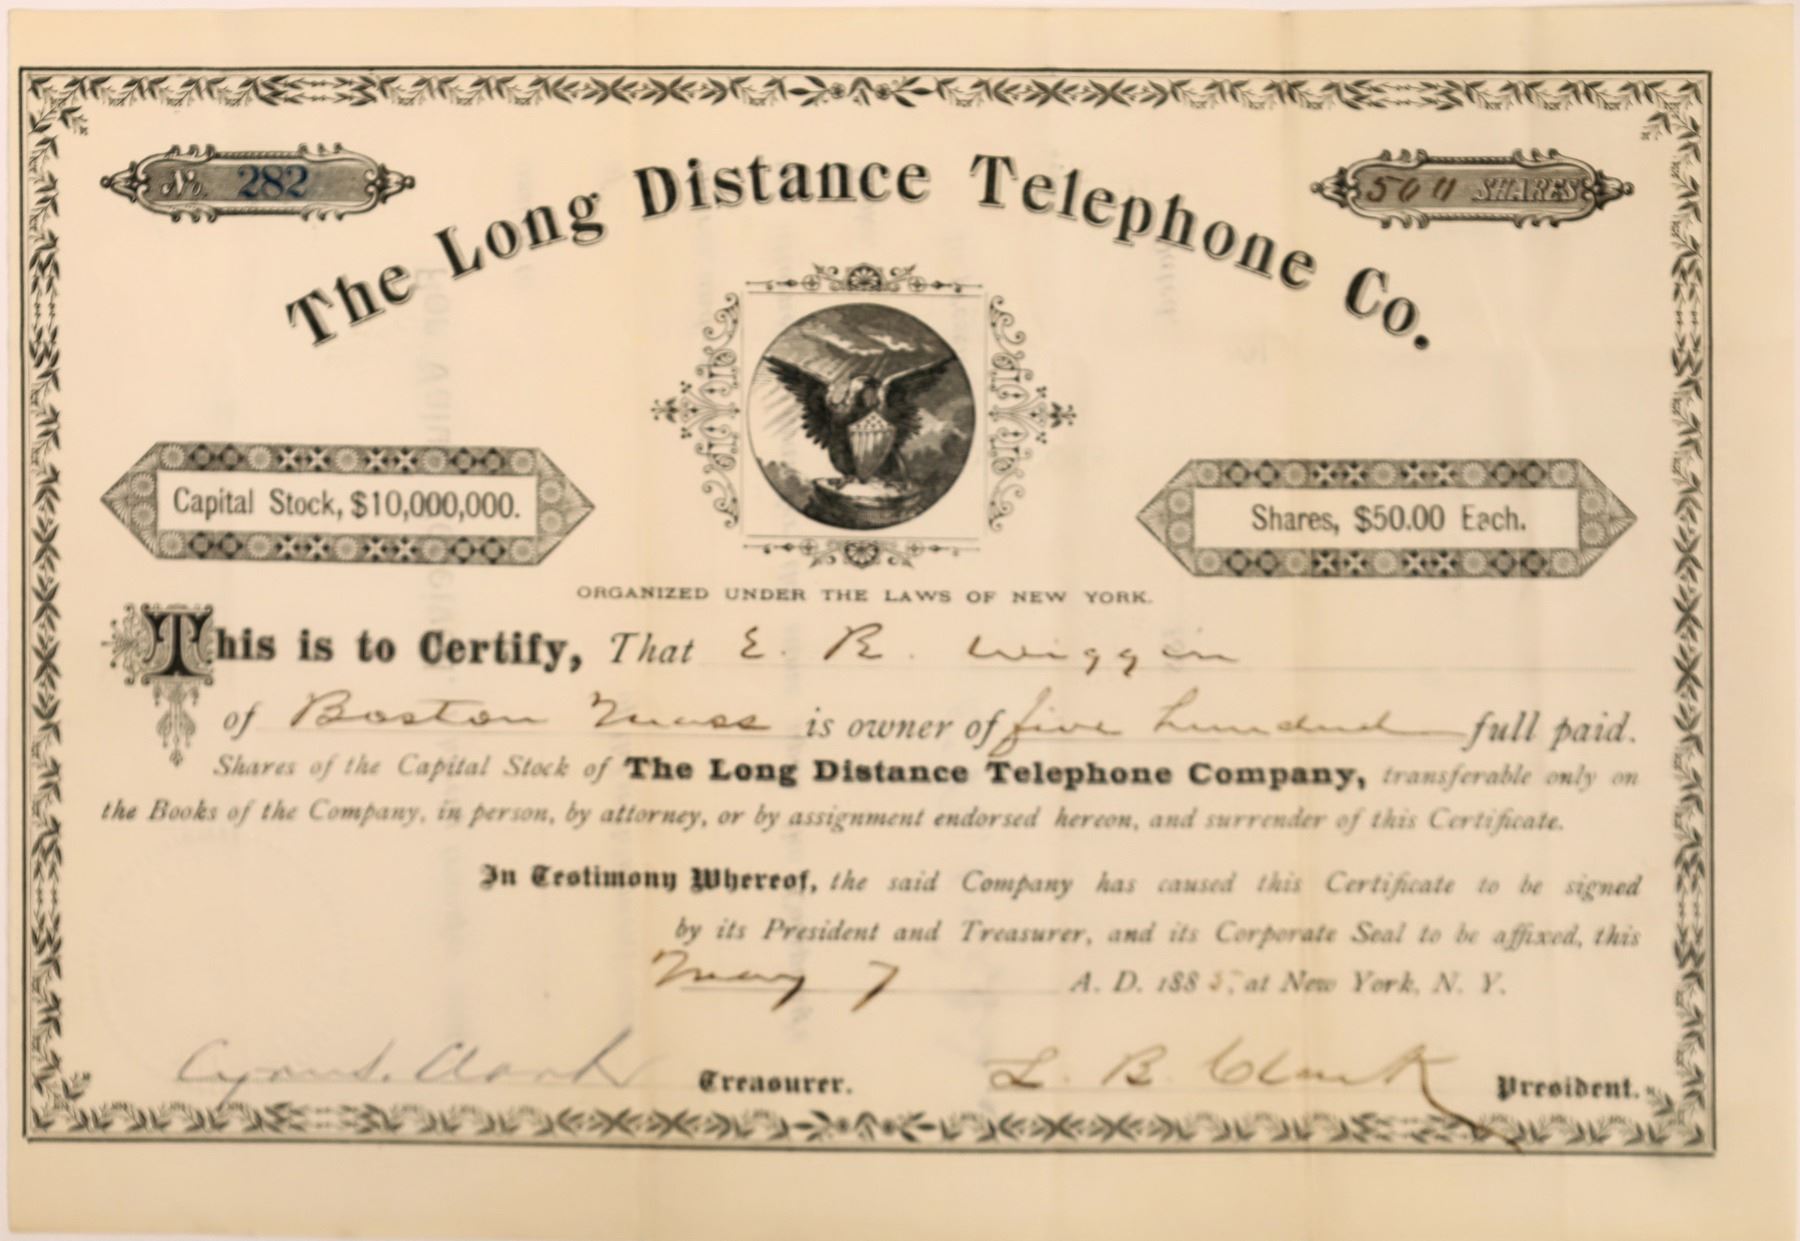 No. 282
500 SHARES
The Long Distance Telephone Co.
Capital Stock, $10,000,000.
Shares, $50.00 Each.
ORGANIZED UNDER THE LAWS OF NEW YORK.
This is to Certify, That E. R. Wiggin
of Boston Mass is owner of five hundred full paid.
Shares of the Capital Stock of The Long Distance Telephone Company, transferable only on
the Books of the Company, in person, by attorney, or by assignment endorsed hereon, and surrender of this Certificate.
In Testimony Whereof, the said Company has caused this Certificate to be signed
by its President and Treasurer, and its Corporate Seal to be affixed, this
May 7 A. D. 1885, at New York, N. Y.
Cyrus S. Clark Treasurer. L. B. Clark President.